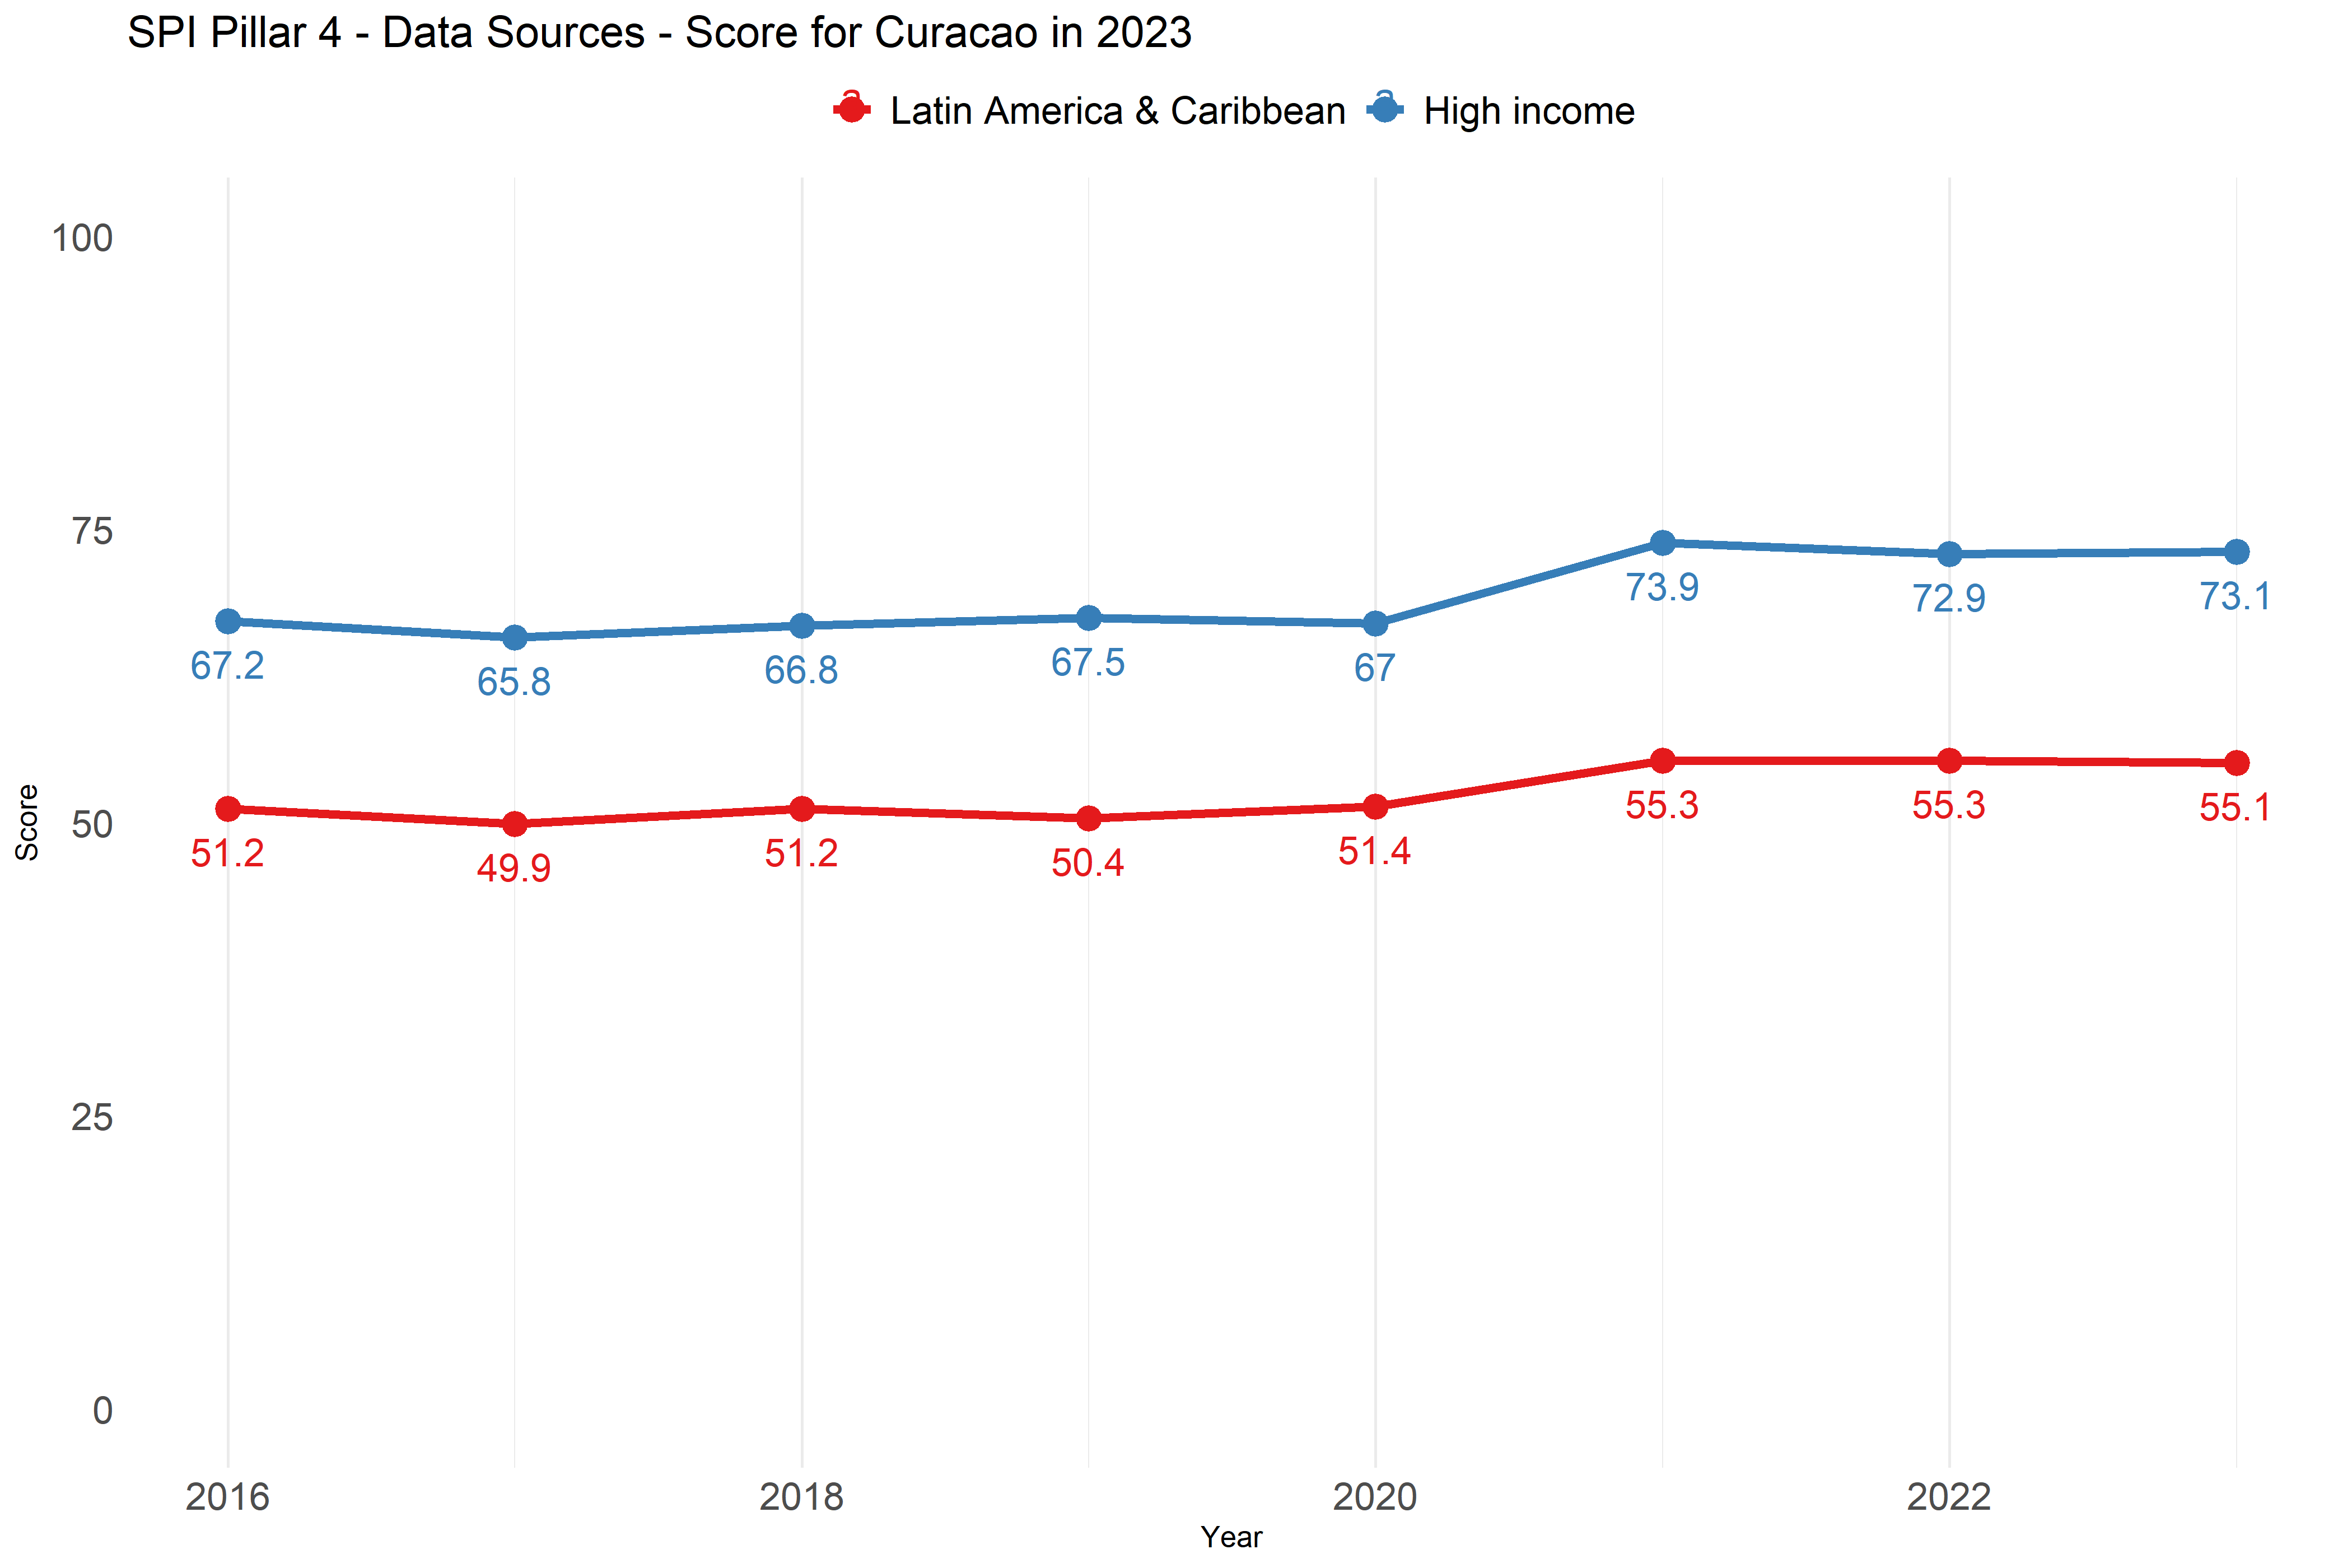 SPI Pillar 4 - Data Sources - Score for Curacao in 2023
Latin America & Caribbean High income
100
75
73.9 72.9 73.1
67.2 65.8 66.8 67.5 67
Score
50
55.3 55.3 55.1
51.2 49.9 51.2 50.4 51.4
25
0
2016 2018 2020 2022
Year